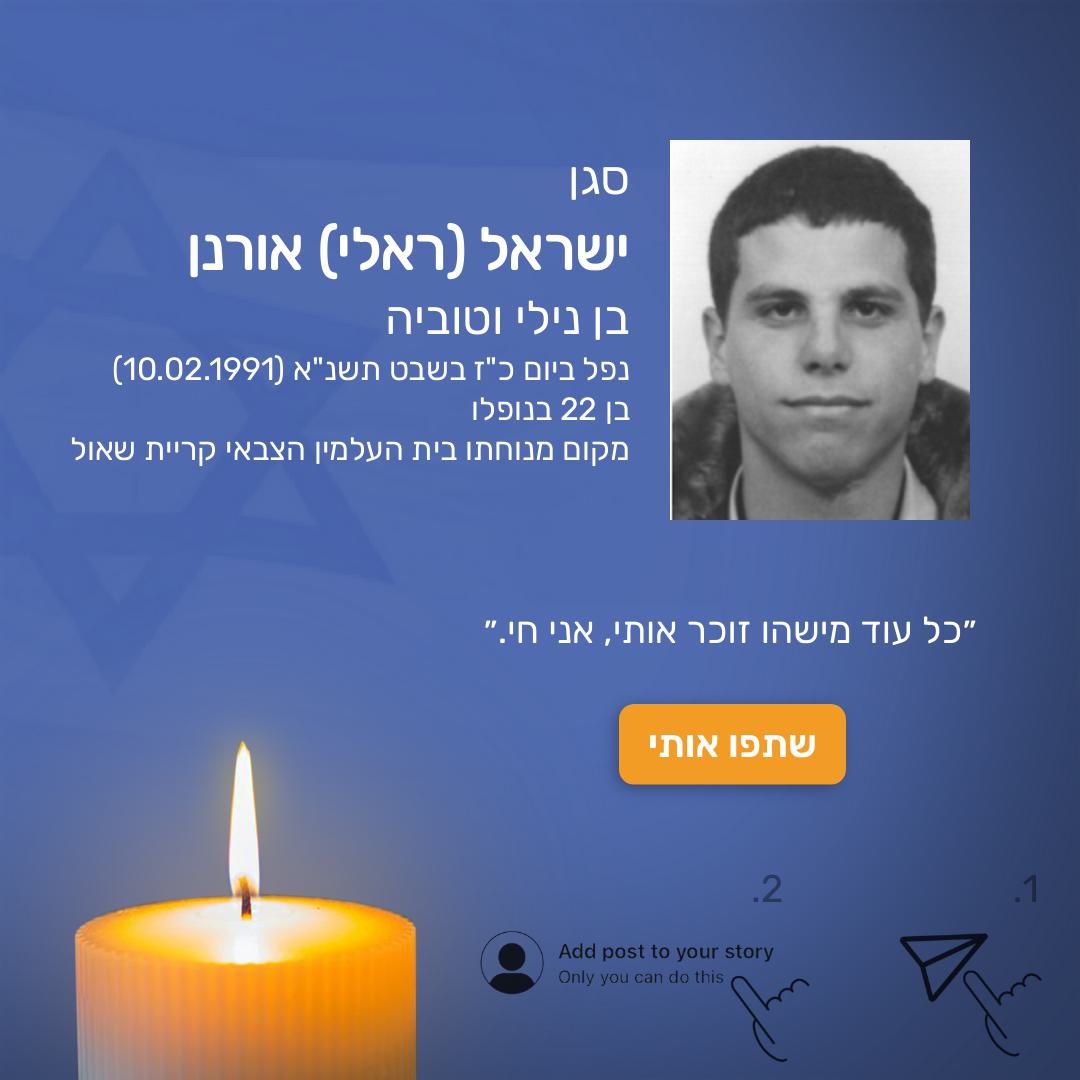 סגן
ישראל (ראלי) אורנן
בן נילי וטוביה
נפל ביום כ"ז בשבט תשנ"א (10.02.1991)
בן 22 בנופלו
מקום מנוחתו בית העלמין הצבאי קריית שאול
״כל עוד מישהו זוכר אותי, אני חי.״
שתפו אותי
1.
2.
Add post to your story
Only you can do this